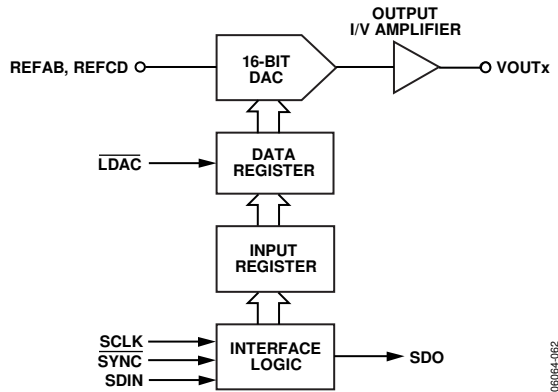 OUTPUT
I/V AMPLIFIER
REFAB, REFCD
16-BIT
DAC
VOUTx
LDAC
DATA
REGISTER
INPUT
REGISTER
SCLK
SYNC
SDIN
INTERFACE
LOGIC
SDO
06064-062